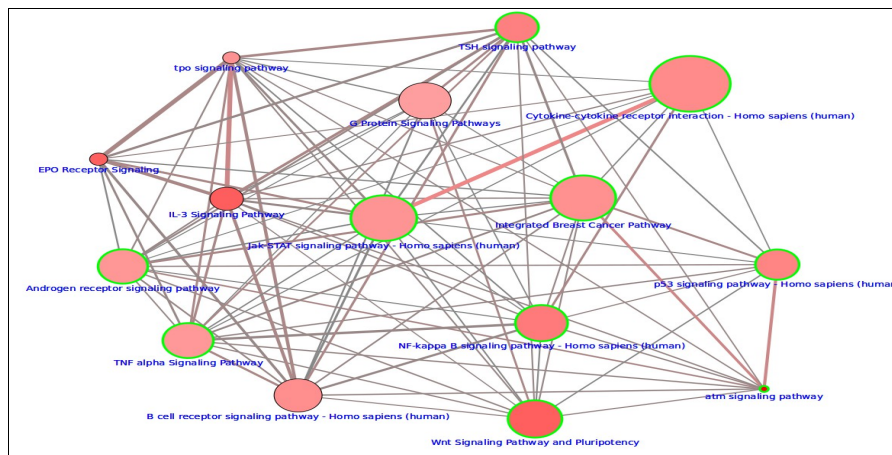 TSH signaling pathway
tpo signaling pathway
Cytokine-cytokine receptor interaction - Homo sapiens (human)
G Protein Signaling Pathways
EPO Receptor Signaling
IL-3 Signaling Pathway
Integrated Breast Cancer Pathway
Jak-STAT signaling pathway - Homo sapiens (human)
Androgen receptor signaling pathway
p53 signaling pathway - Homo sapiens (human
NF-kappa B signaling pathway - Homo sapiens (human)
TNF alpha Signaling Pathway
atm signaling pathway
B cell receptor signaling pathway - Homo sapiens (human)
Wnt Signaling Pathway and Pluripotency